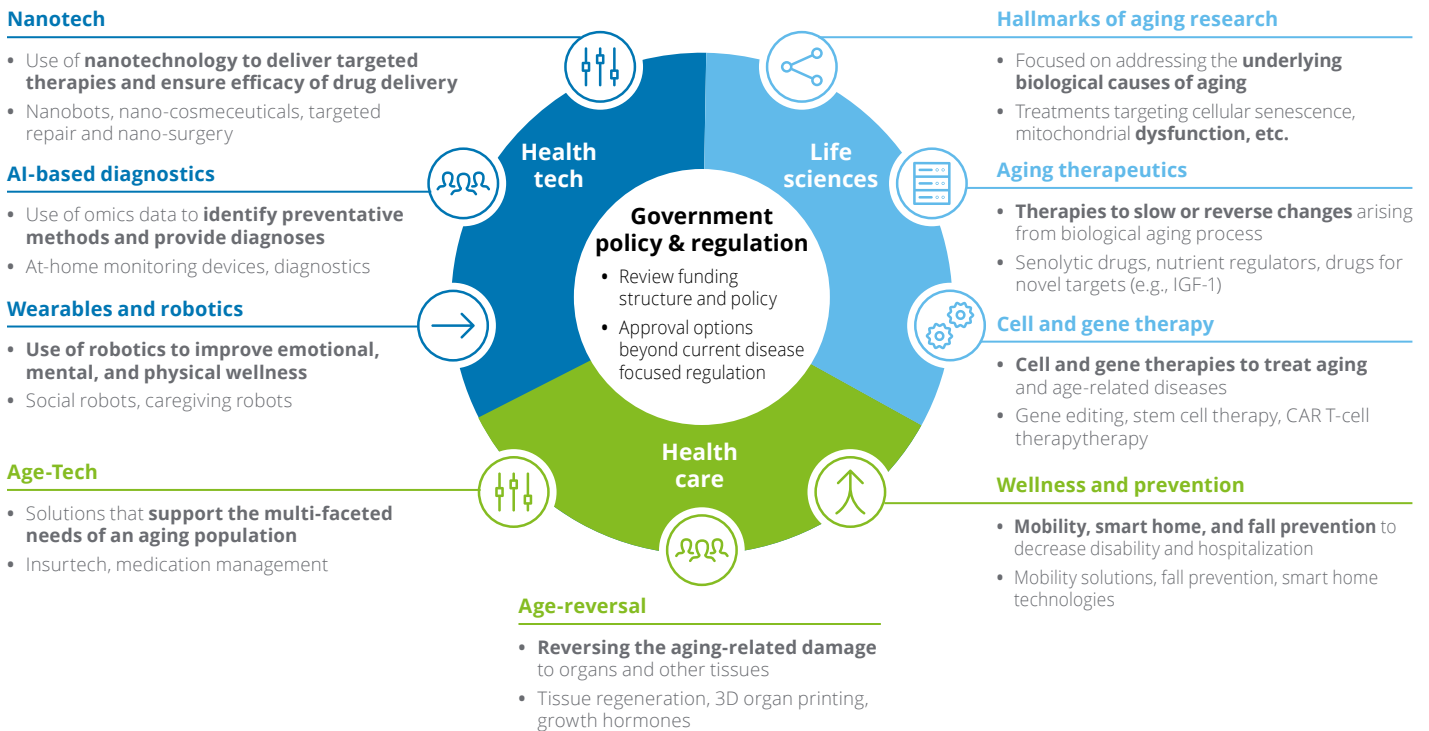 Nanotech
• Use of nanotechnology to deliver targeted
therapies and ensure efficacy of drug delivery
• Nanobots, nano-cosmeceuticals, targeted
repair and nano-surgery
AI-based diagnostics
• Use of omics data to identify preventative
methods and provide diagnoses
• At-home monitoring devices, diagnostics
Wearables and robotics
• Use of robotics to improve emotional,
mental, and physical wellness
• Social robots, caregiving robots
Age-Tech
• Solutions that support the multi-faceted
needs of an aging population
• Insurtech, medication management
Health
tech
Life
sciences
Government
policy & regulation
• Review funding
structure and policy
• Approval options
beyond current disease
focused regulation
Health
care
Age-reversal
• Reversing the aging-related damage
to organs and other tissues
• Tissue regeneration, 3D organ printing,
growth hormones
Hallmarks of aging research
• Focused on addressing the underlying
biological causes of aging
• Treatments targeting cellular senescence,
mitochondrial dysfunction, etc.
Aging therapeutics
• Therapies to slow or reverse changes arising
from biological aging process
• Senolytic drugs, nutrient regulators, drugs for
novel targets (e.g., IGF-1)
Cell and gene therapy
• Cell and gene therapies to treat aging
and age-related diseases
• Gene editing, stem cell therapy, CAR T-cell
therapytherapy
Wellness and prevention
• Mobility, smart home, and fall prevention to
decrease disability and hospitalization
• Mobility solutions, fall prevention, smart home
technologies